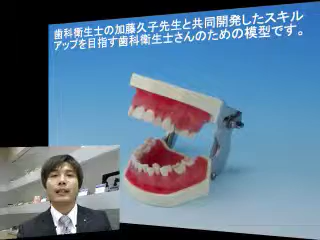 歯科衛生士の加藤久子先生と共同開発したスキル
アップを目指す歯科衛生士さんのための模型です。